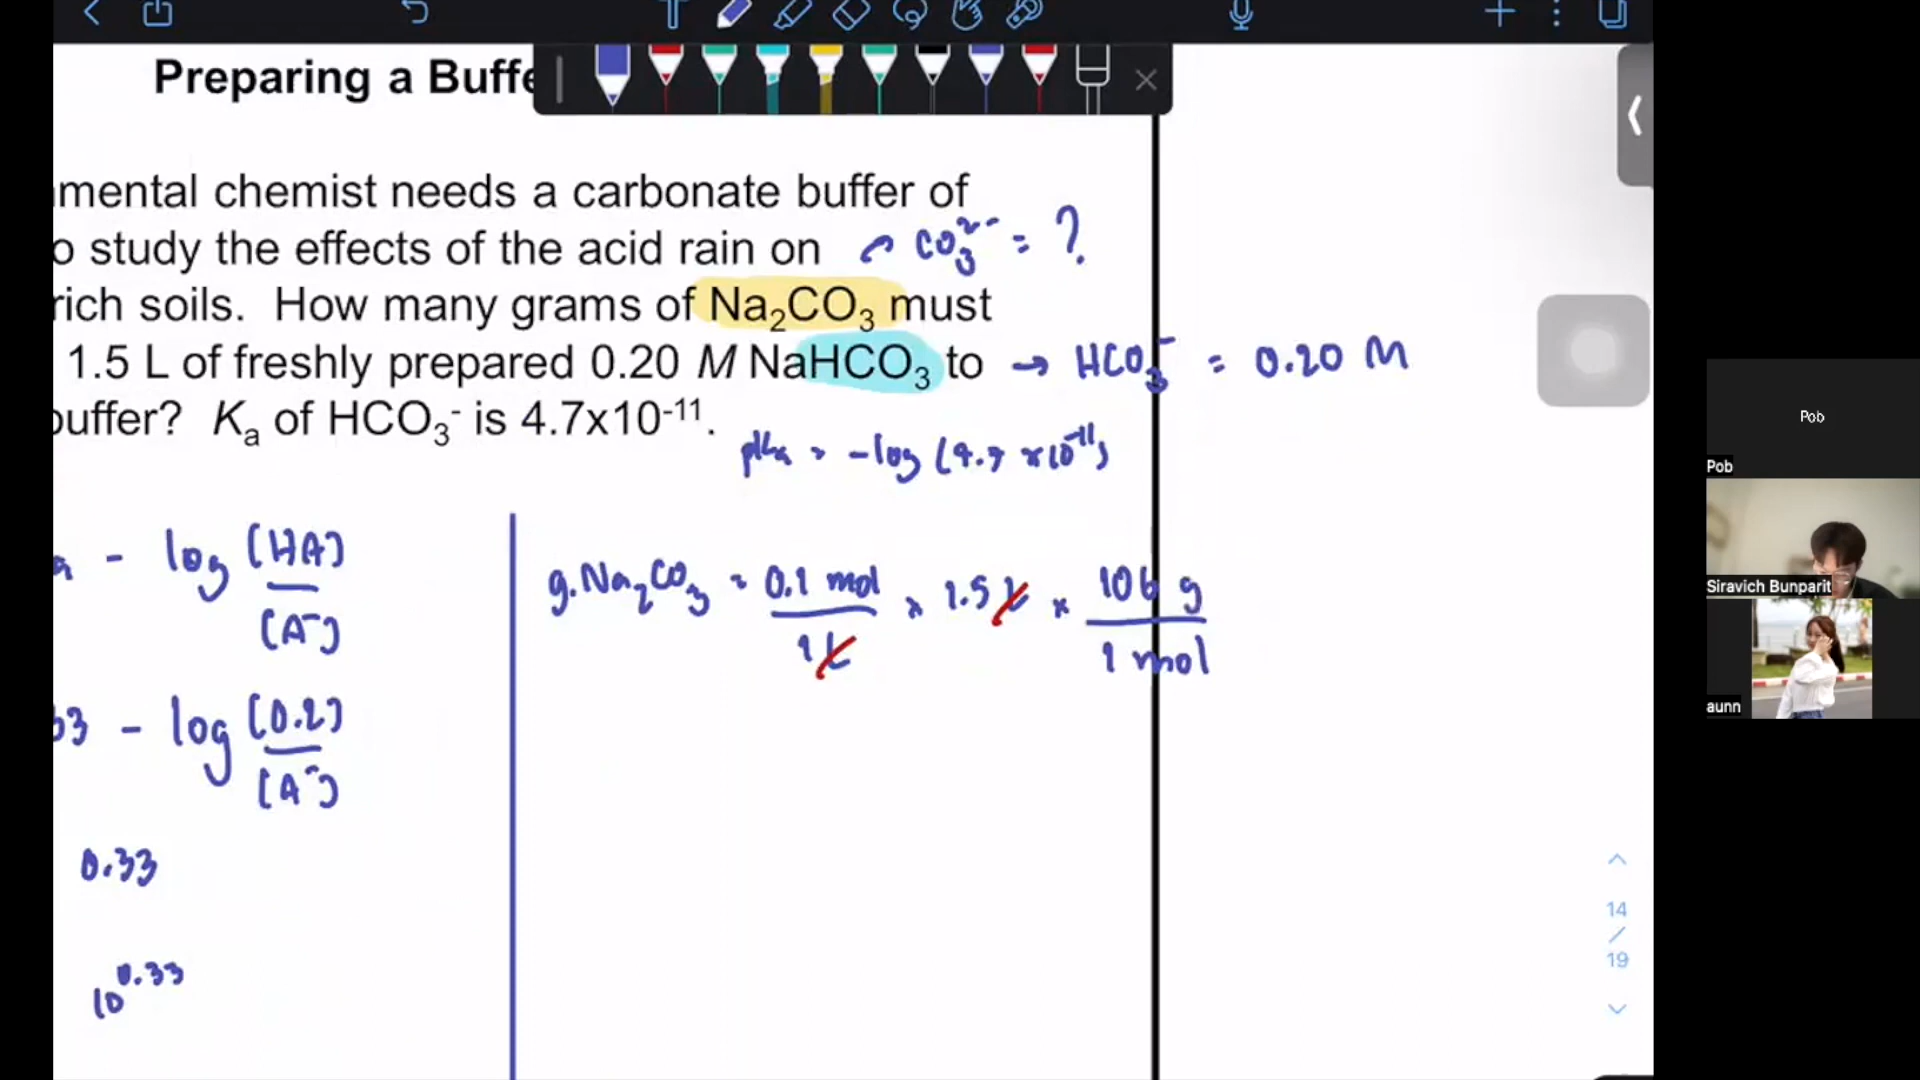 Preparing a Buffe
mental chemist needs a carbonate buffer of
o study the effects of the acid rain on
CO₃²⁻ = ?
rich soils. How many grams of Na₂CO₃ must
1.5 L of freshly prepared 0.20 M NaHCO₃ to
→ HCO₃⁻ = 0.20 M
buffer? Kₐ of HCO₃⁻ is 4.7x10⁻¹¹.
pKa = -log (4.7 x10⁻¹¹)
a - log [HA]
[A⁻]
g.Na₂CO₃ = 0.1 mol × 1.5 L × 106 g
1 L 1 mol
33 - log [0.2]
[A⁻]
0.33
10^0.33
14
/
19
Pob
Pob
Siravich Bunparit
aunn